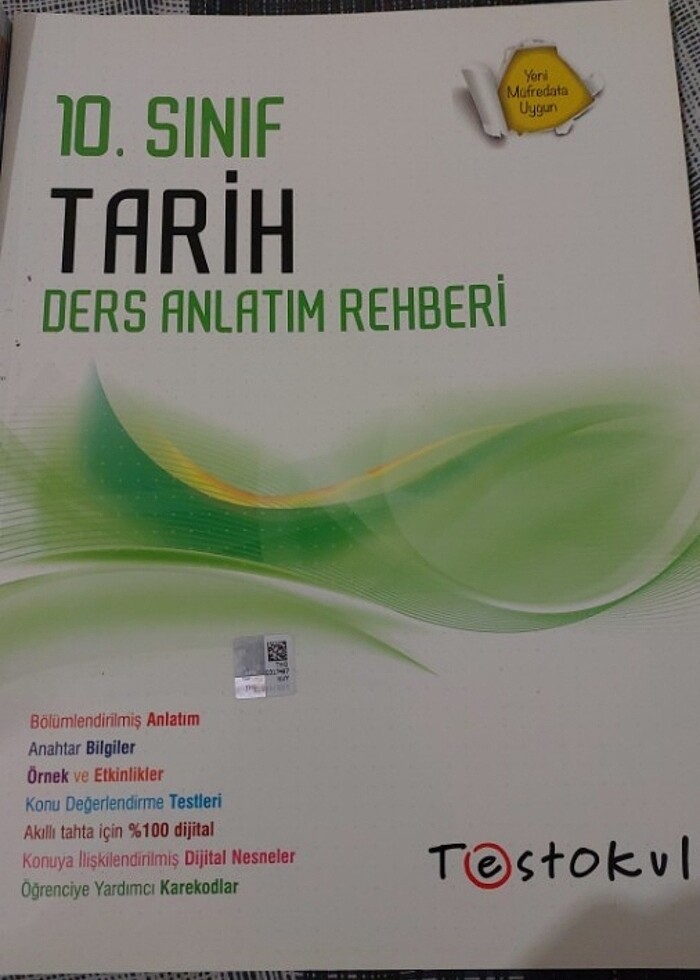 Yeni
Müfredata
Uygun
10. SINIF
TARİH
DERS ANLATIM REHBERİ
Bölümlendirilmiş Anlatım
Anahtar Bilgiler
Örnek ve Etkinlikler
Konu Değerlendirme Testleri
Akıllı tahta için %100 dijital
Konuya İlişkilendirilmiş Dijital Nesneler
Öğrenciye Yardımcı Karekodlar
Testokul